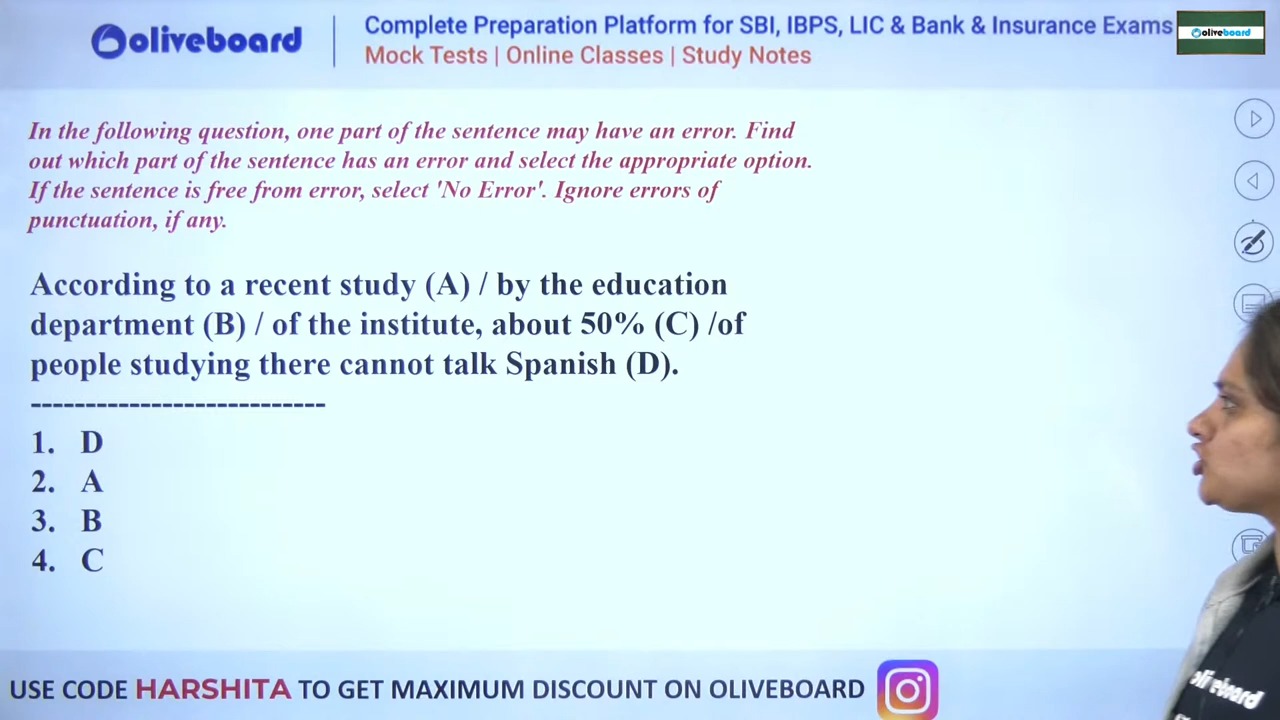 oliveboard
Complete Preparation Platform for SBI, IBPS, LIC & Bank & Insurance Exams
Mock Tests | Online Classes | Study Notes
oliveboard
In the following question, one part of the sentence may have an error. Find
out which part of the sentence has an error and select the appropriate option.
If the sentence is free from error, select 'No Error'. Ignore errors of
punctuation, if any.
According to a recent study (A) / by the education
department (B) / of the institute, about 50% (C) /of
people studying there cannot talk Spanish (D).
---------------------------
1. D
2. A
3. B
4. C
USE CODE HARSHITA TO GET MAXIMUM DISCOUNT ON OLIVEBOARD
oliveboard